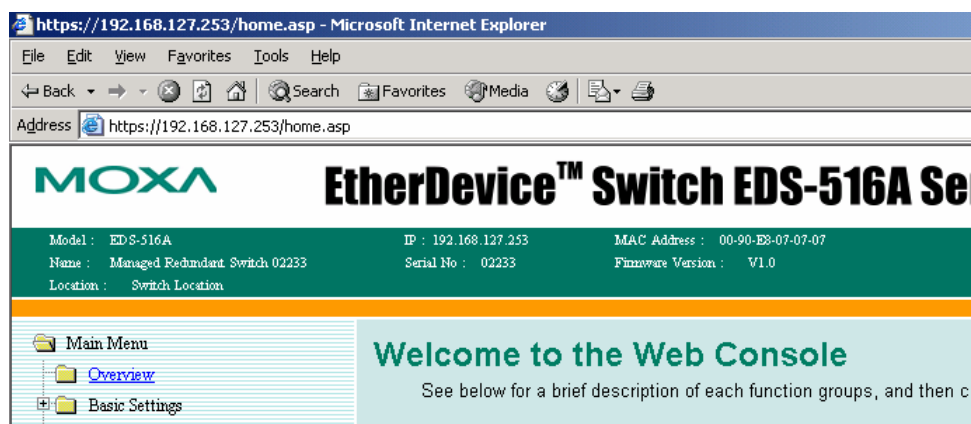 https://192.168.127.253/home.asp - Microsoft Internet Explorer
File Edit View Favorites Tools Help
Back Search Favorites Media
Address https://192.168.127.253/home.asp
MOXA EtherDevice™ Switch EDS-516A Se
Model : EDS-516A IP : 192.168.127.253 MAC Address : 00-90-E8-07-07-07
Name : Managed Redundant Switch 02233 Serial No : 02233 Firmware Version : V1.0
Location : Switch Location
Main Menu
Overview
Basic Settings
Welcome to the Web Console
See below for a brief description of each function groups, and then c